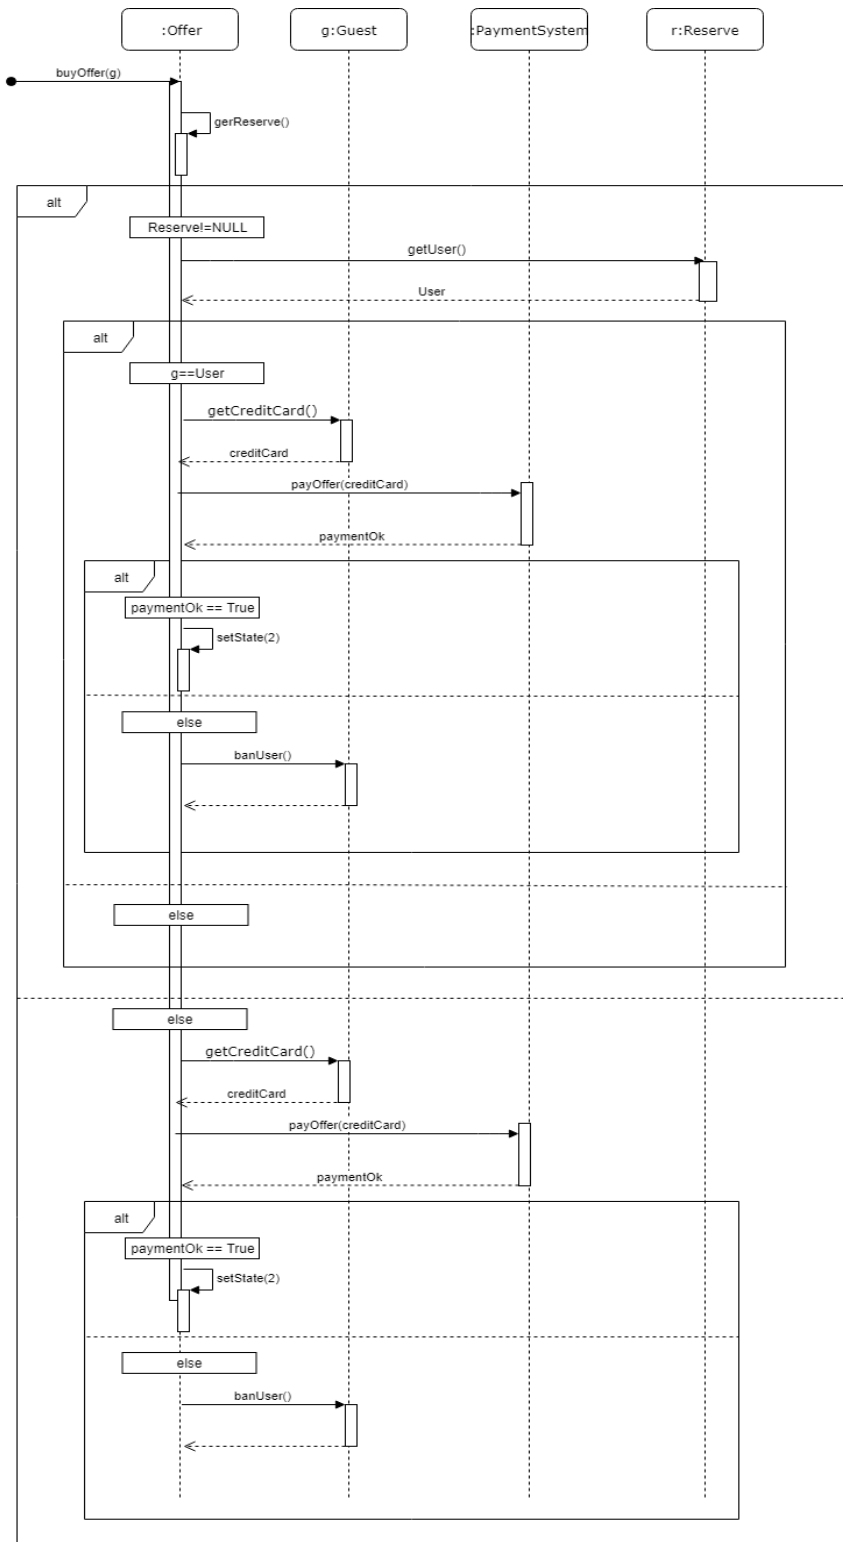 :Offer
g:Guest
:PaymentSystem
r:Reserve
buyOffer(g)
gerReserve()
alt
Reserve!=NULL
getUser()
User
alt
g==User
getCreditCard()
creditCard
payOffer(creditCard)
paymentOk
alt
paymentOk == True
setState(2)
else
banUser()
else
else
getCreditCard()
creditCard
payOffer(creditCard)
paymentOk
alt
paymentOk == True
setState(2)
else
banUser()